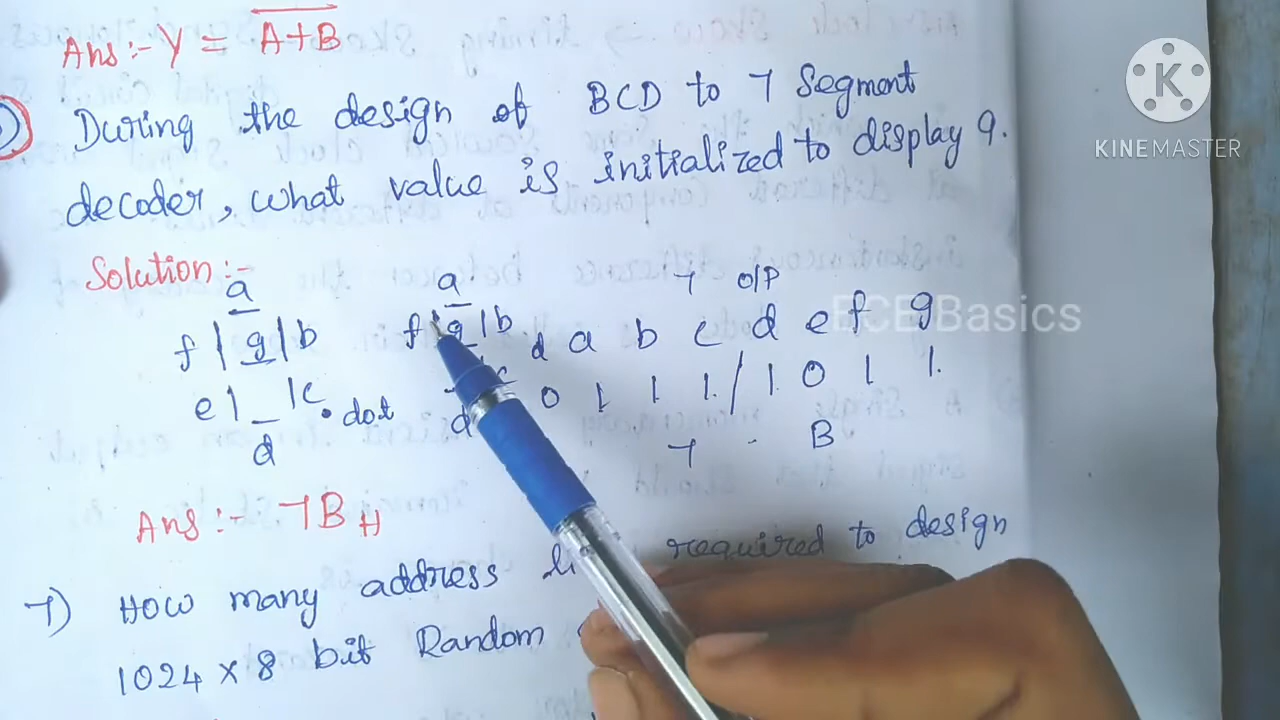 Ans :- Y = A+B
During the design of BCD to 7 Segment
decoder, what value is initialized to display 9.
Solution :-
a a 7 O/P
f | g | b f | g | b d a b c d e f g
e | _ | c . dot c 0 1 1 1 / 1 0 1 1
d d 7 B
Ans :- 7B H
7) How many address required to design
1024 x 8 bit Random
K
KINEMASTER
ECE Basics